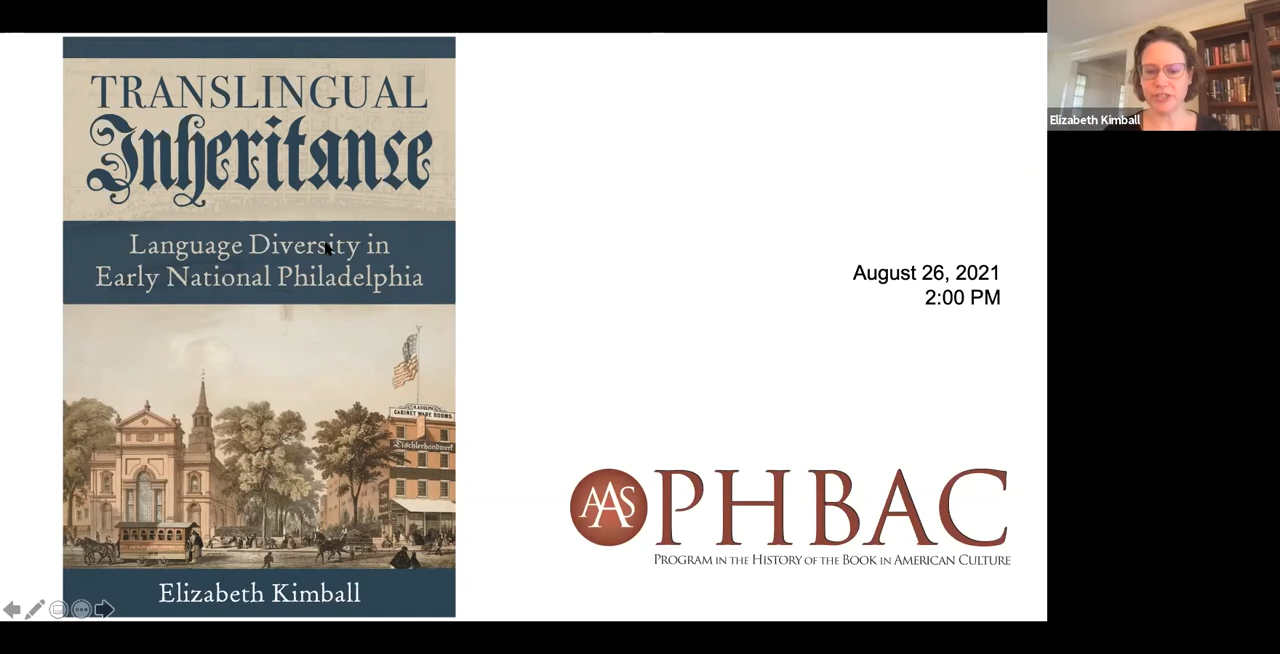 TRANSLINGUAL
Inheritance
Language Diversity in
Early National Philadelphia
N. ADOLPH
CABINET WARE ROOMS
Tischlerhandwerk
Elizabeth Kimball
August 26, 2021
2:00 PM
AAS
PHBAC
PROGRAM IN THE HISTORY OF THE BOOK IN AMERICAN CULTURE
Elizabeth Kimball